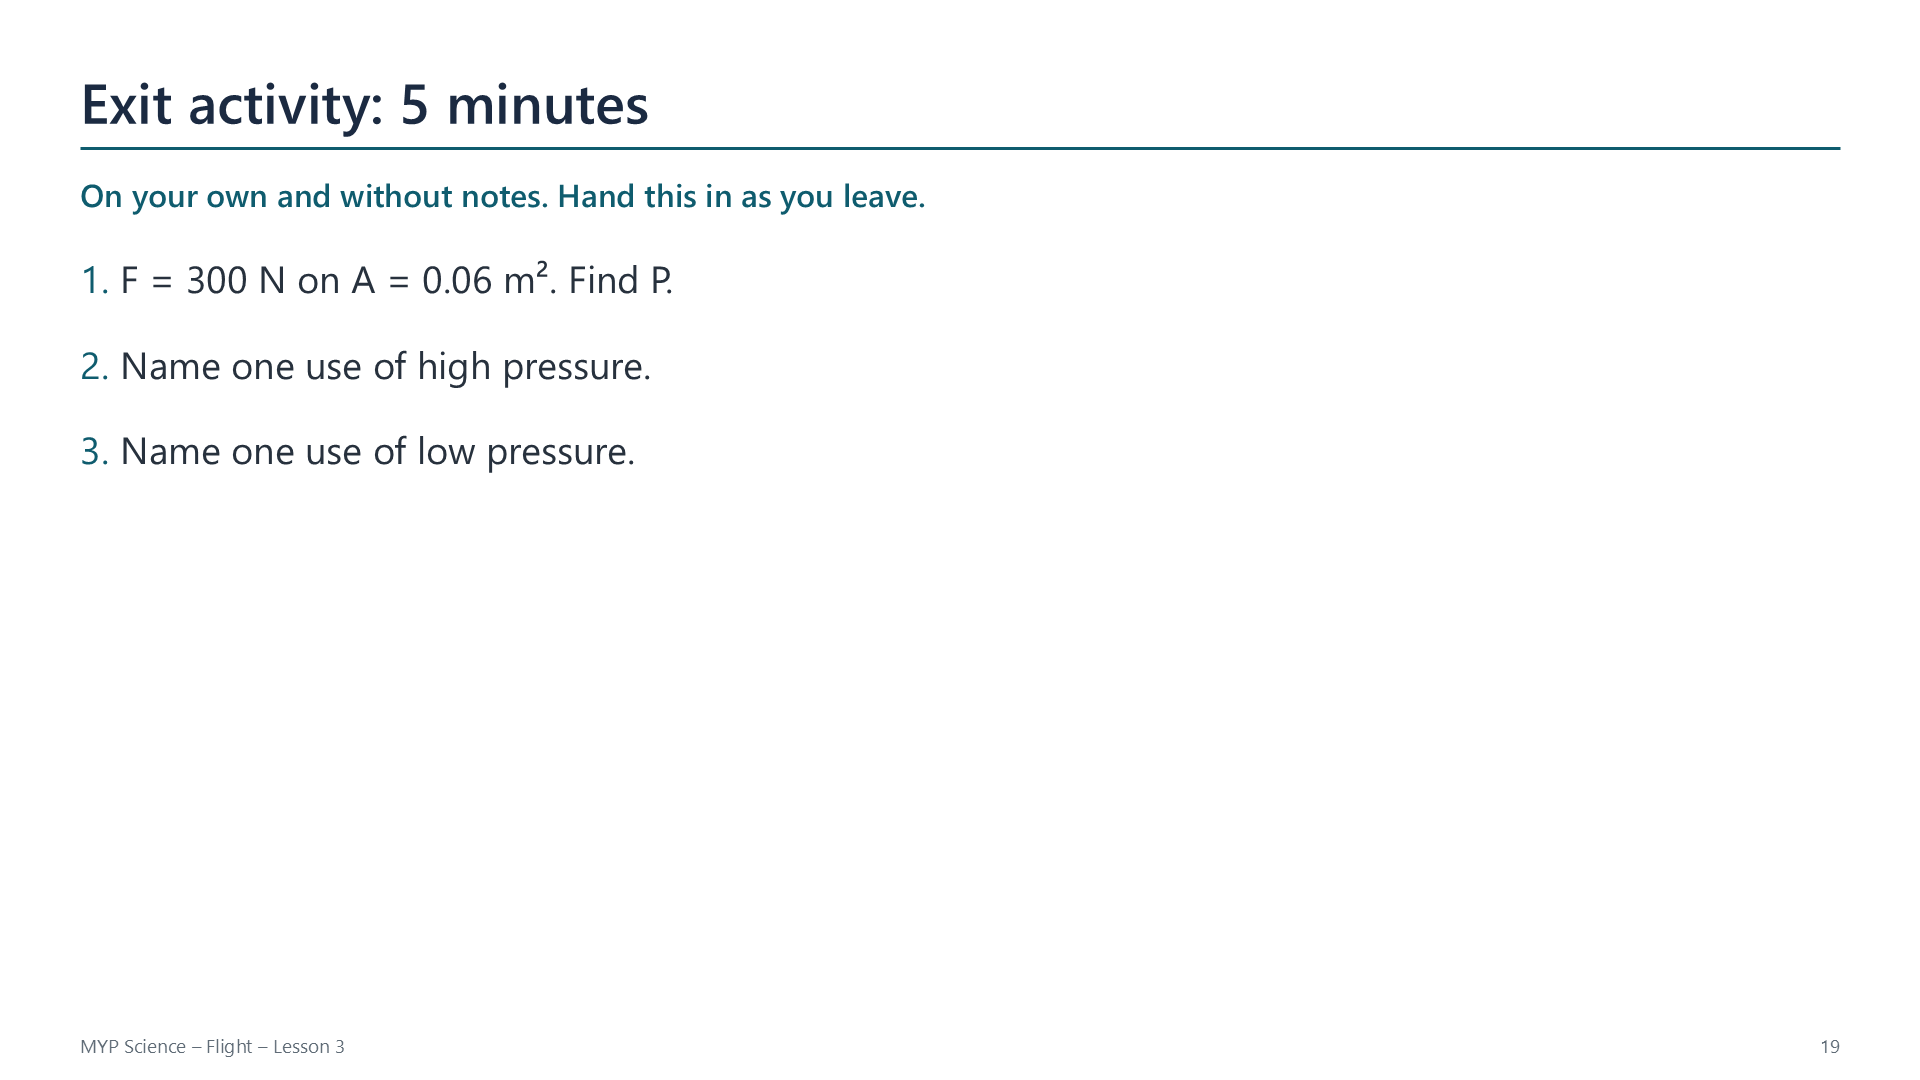 Exit activity: 5 minutes
On your own and without notes. Hand this in as you leave.
1. F = 300 N on A = 0.06 m². Find P.
2. Name one use of high pressure.
3. Name one use of low pressure.
MYP Science – Flight – Lesson 3
19